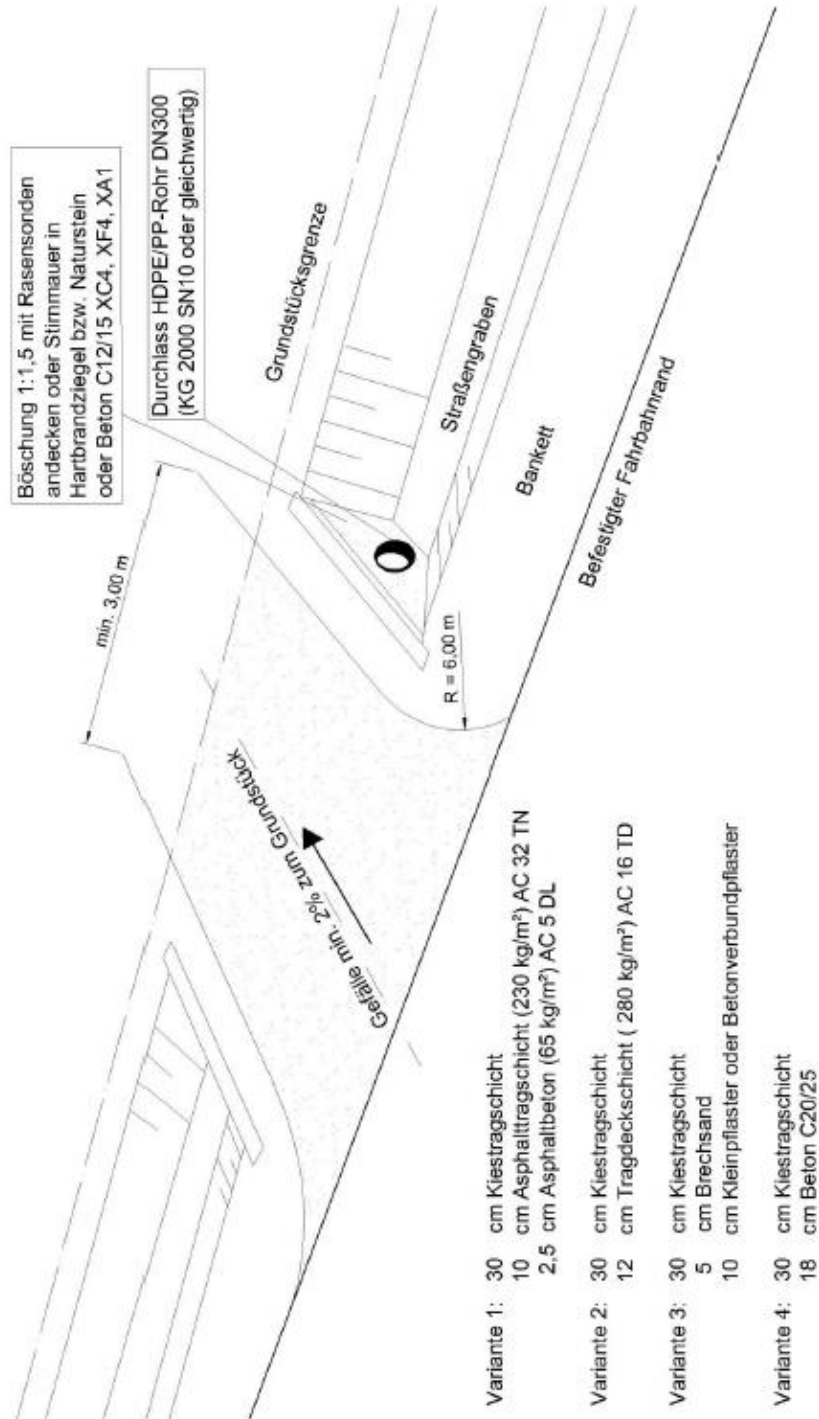 Böschung 1:1,5 mit Rasensonden
andecken oder Stirnmauer in
Hartbrandziegel bzw. Naturstein
oder Beton C12/15 XC4, XF4, XA1
Durchlass HDPE/PP-Rohr DN300
(KG 2000 SN10 oder gleichwertig)
min. 3,00 m
Grundstücksgrenze
Straßengraben
Bankett
Befestigter Fahrbahnrand
R = 6,00 m
Gefälle min. 2% zum Grundstück
Variante 1: 30 cm Kiestragschicht
10 cm Asphalttragschicht (230 kg/m²) AC 32 TN
2,5 cm Asphaltbeton (65 kg/m²) AC 5 DL
Variante 2: 30 cm Kiestragschicht
12 cm Tragdeckschicht ( 280 kg/m²) AC 16 TD
Variante 3: 30 cm Kiestragschicht
5 cm Brechsand
10 cm Kleinpflaster oder Betonverbundpflaster
Variante 4: 30 cm Kiestragschicht
18 cm Beton C20/25